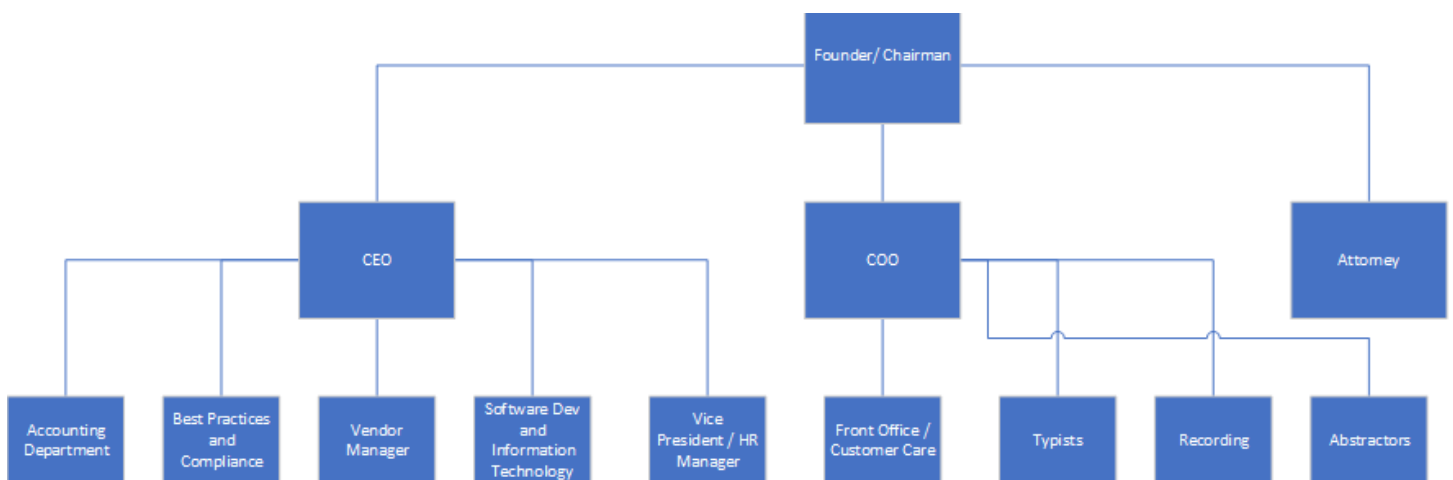 Founder/ Chairman
CEO
COO
Attorney
Accounting
Department
Best Practices
and
Compliance
Vendor
Manager
Software Dev
and
Information
Technology
Vice
President / HR
Manager
Front Office /
Customer Care
Typists
Recording
Abstractors